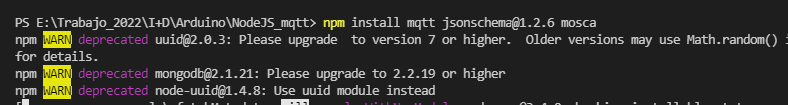 PS E:\Trabajo_2022\I+D\Arduino\NodeJS_mqtt> npm install mqtt jsonschema@1.2.6 mosca
npm WARN deprecated uuid@2.0.3: Please upgrade  to version 7 or higher.  Older versions may use Math.random() i
for details.
npm WARN deprecated mongodb@2.1.21: Please upgrade to 2.2.19 or higher
npm WARN deprecated node-uuid@1.4.8: Use uuid module instead